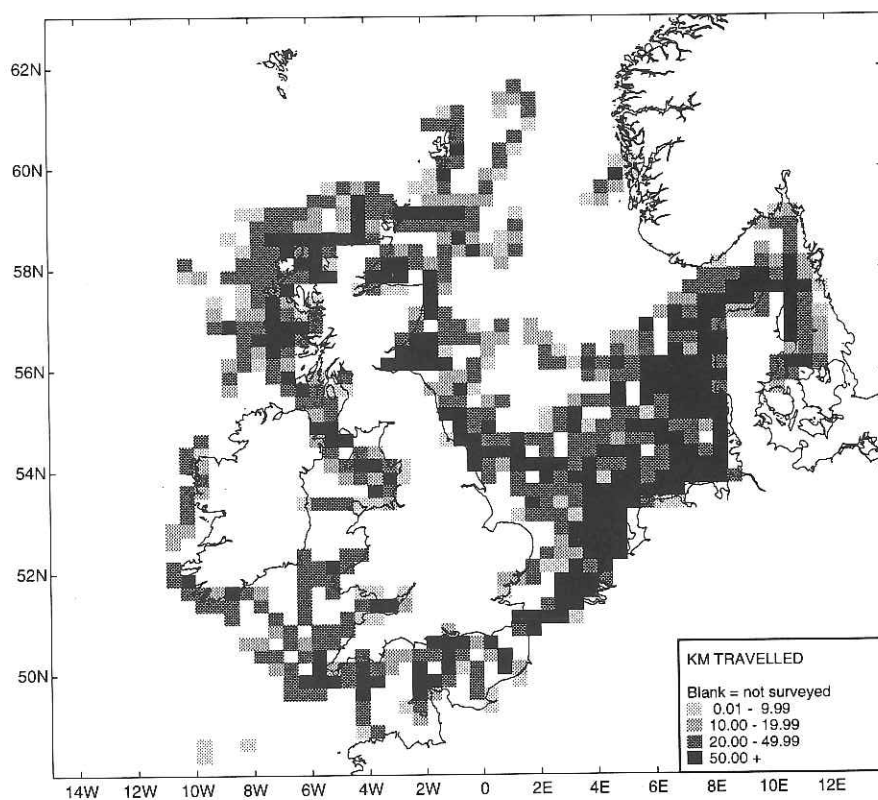 62N
60N
58N
56N
54N
52N
50N
KM TRAVELLED
Blank = not surveyed
0.01 - 9.99
10.00 - 19.99
20.00 - 49.99
50.00 +
14W 12W 10W 8W 6W 4W 2W 0 2E 4E 6E 8E 10E 12E